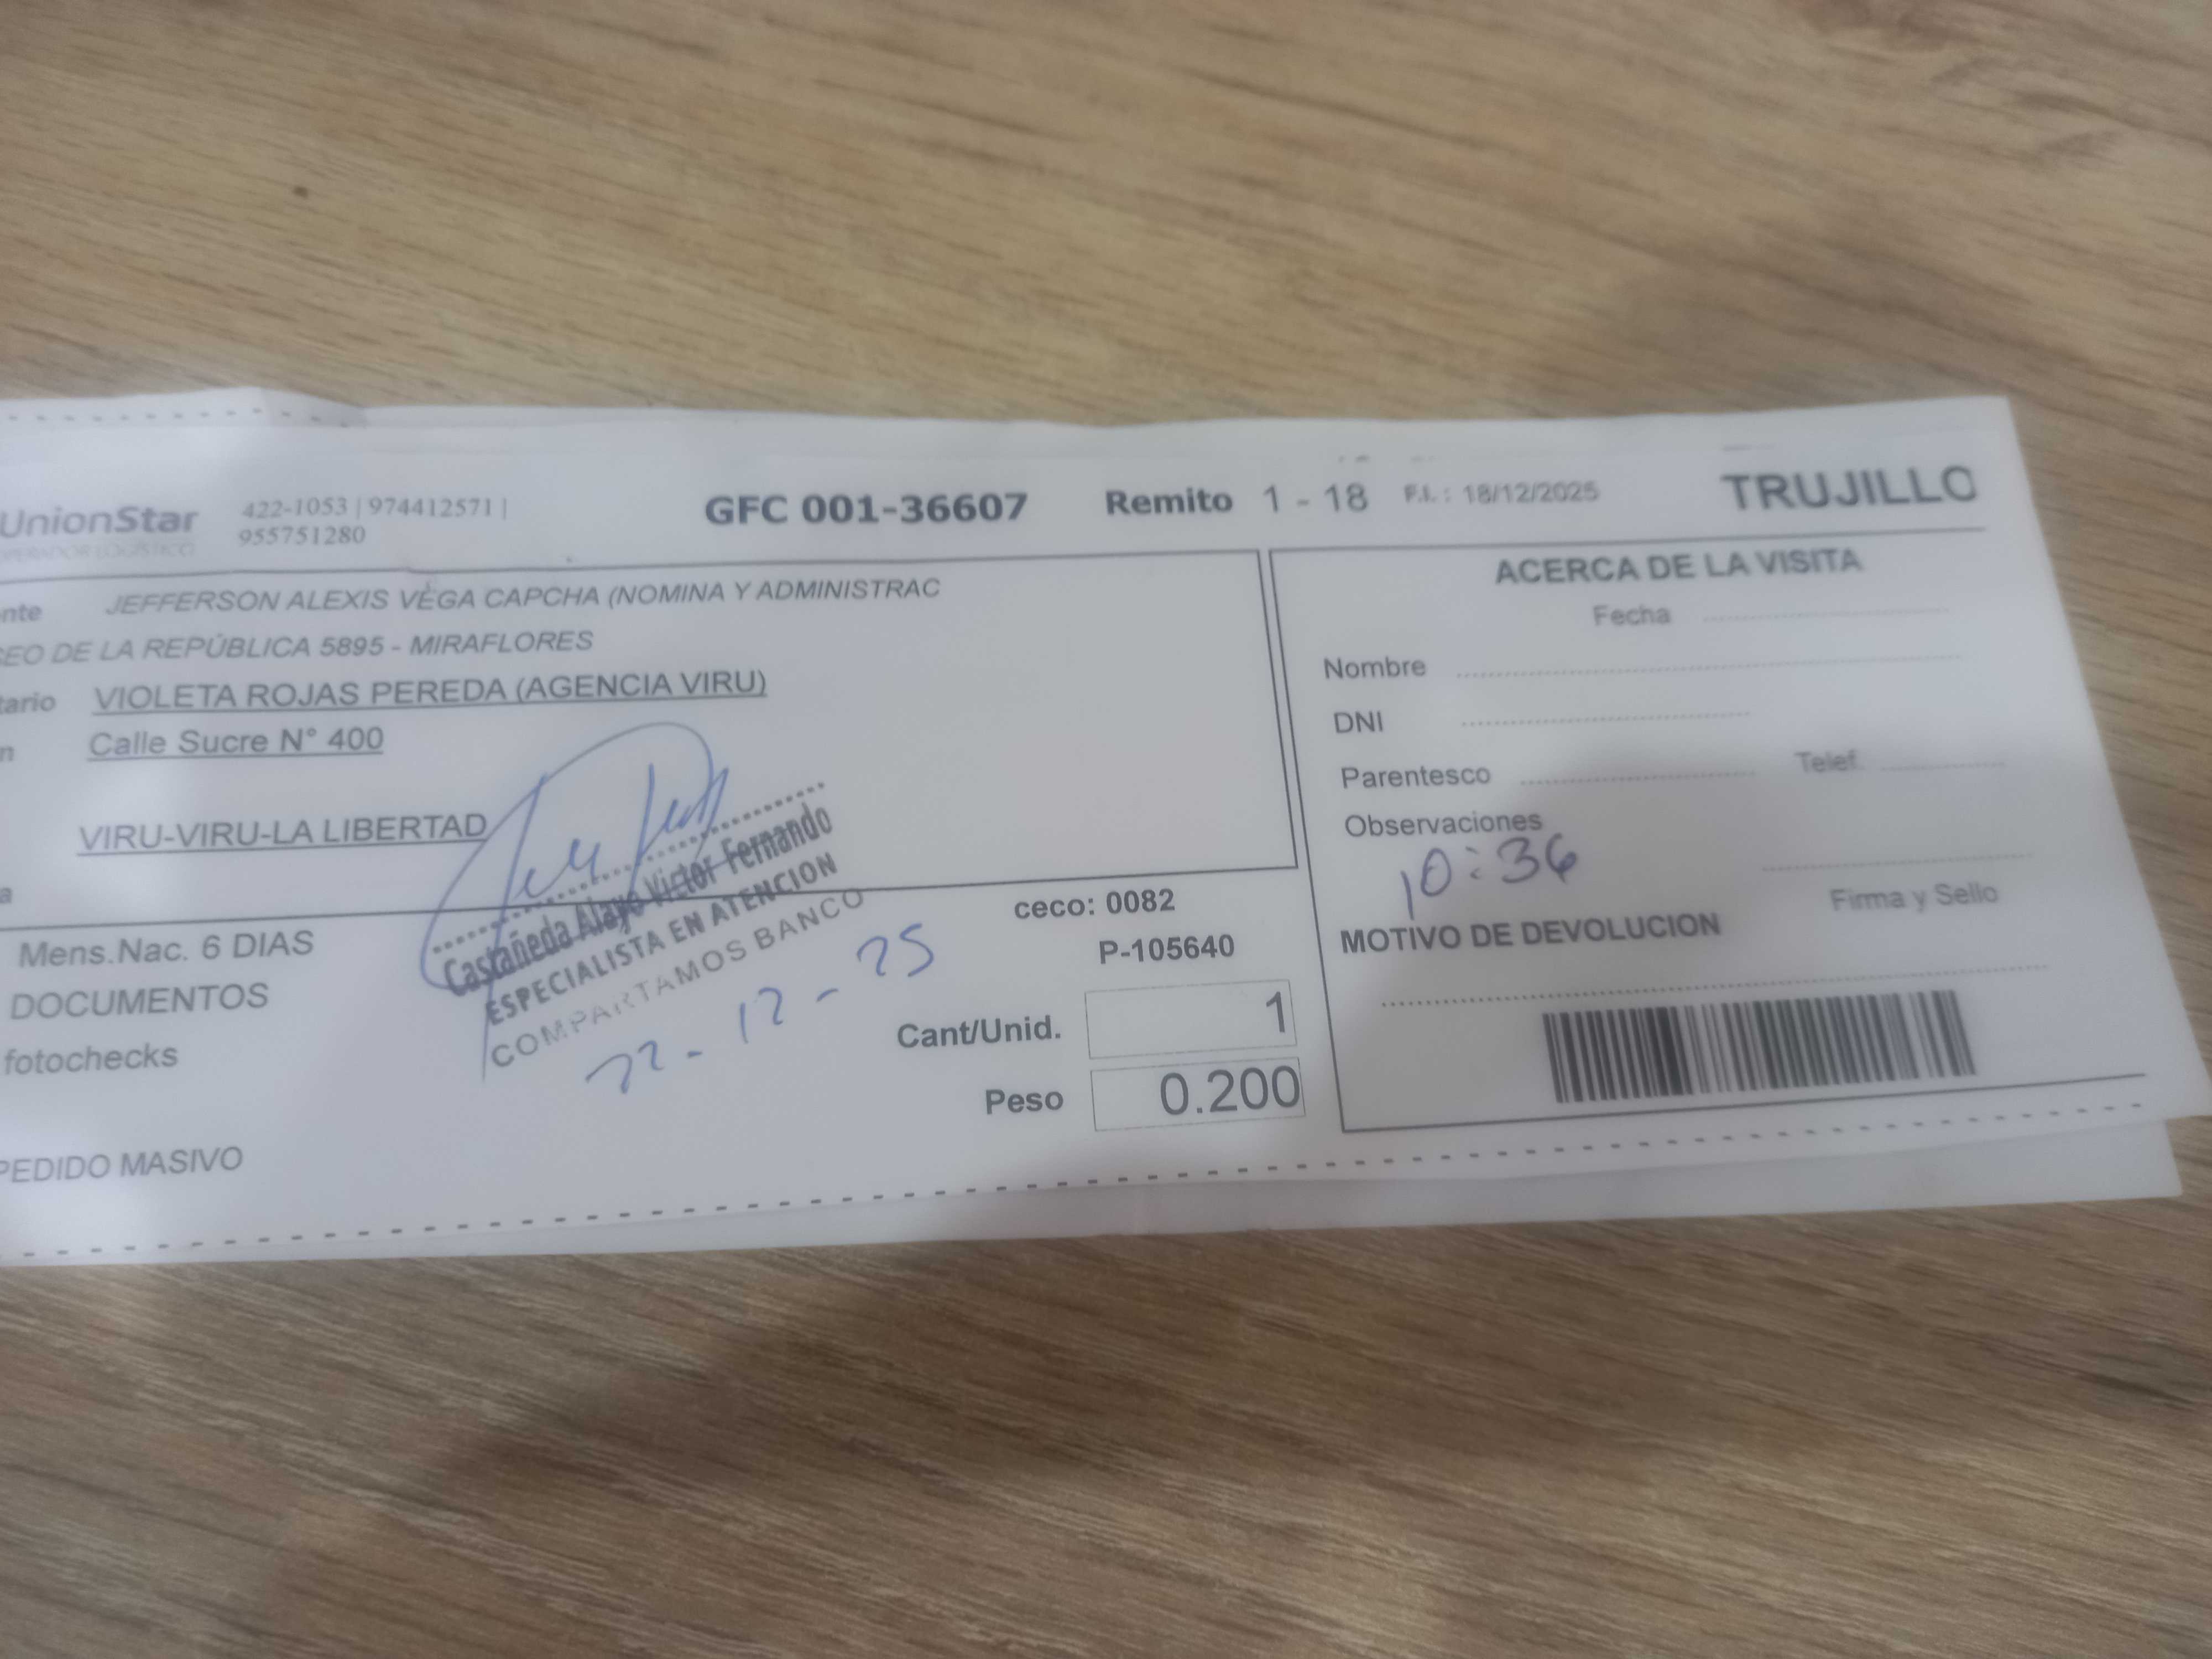 UnionStar
OPERADOR LOGÍSTICO
422-1053 | 974412571 |
955751280
GFC 001-36607
Remito 1 - 18
F.I. : 18/12/2025
TRUJILLO
nte JEFFERSON ALEXIS VEGA CAPCHA (NOMINA Y ADMINISTRAC
SEO DE LA REPÚBLICA 5895 - MIRAFLORES
tario VIOLETA ROJAS PEREDA (AGENCIA VIRU)
n Calle Sucre N° 400
VIRU-VIRU-LA LIBERTAD
a
Castañeda Alayo Victor Fernando
ESPECIALISTA EN ATENCION
COMPARTAMOS BANCO
22-12-25
Mens.Nac. 6 DIAS
DOCUMENTOS
fotochecks
PEDIDO MASIVO
ceco: 0082
P-105640
Cant/Unid. 1
Peso 0.200
ACERCA DE LA VISITA
Fecha
Nombre
DNI
Parentesco Telef.
Observaciones
10:36
Firma y Sello
MOTIVO DE DEVOLUCION